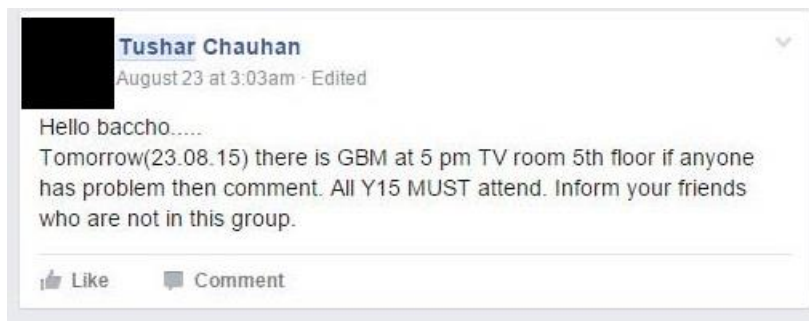 Tushar Chauhan
August 23 at 3:03am · Edited
Hello baccho.....
Tomorrow(23.08.15) there is GBM at 5 pm TV room 5th floor if anyone
has problem then comment. All Y15 MUST attend. Inform your friends
who are not in this group.
Like Comment